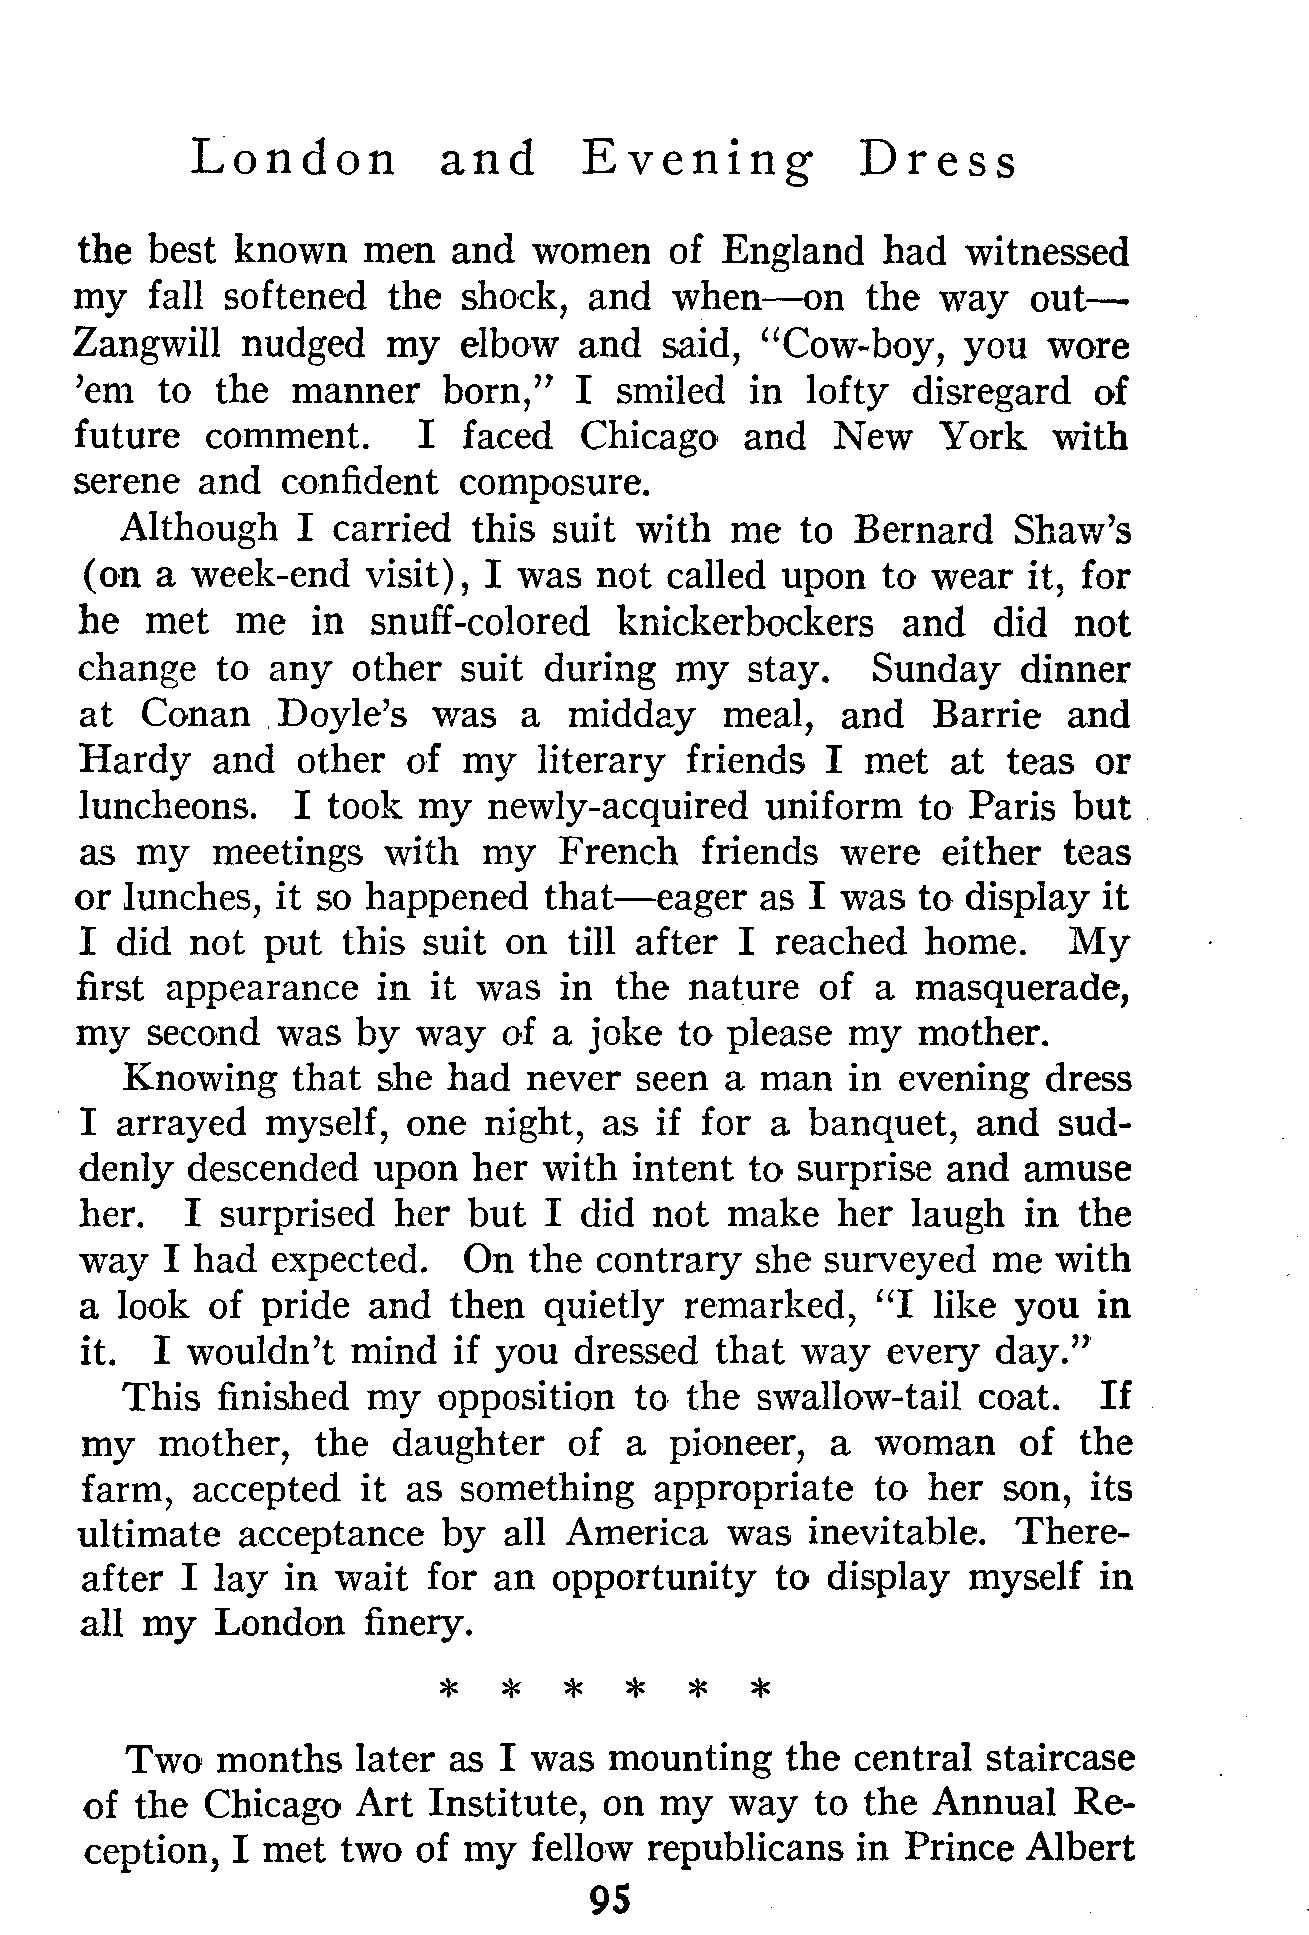 London and Evening Dress
the best known men and women of England had witnessed
my fall softened the shock, and when—on the way out—
Zangwill nudged my elbow and said, “Cow-boy, you wore
’em to the manner born,” I smiled in lofty disregard of
future comment. I faced Chicago and New York with
serene and confident composure.
Although I carried this suit with me to Bernard Shaw’s
(on a week-end visit), I was not called upon to wear it, for
he met me in snuff-colored knickerbockers and did not
change to any other suit during my stay. Sunday dinner
at Conan Doyle’s was a midday meal, and Barrie and
Hardy and other of my literary friends I met at teas or
luncheons. I took my newly-acquired uniform to Paris but
as my meetings with my French friends were either teas
or lunches, it so happened that—eager as I was to display it
I did not put this suit on till after I reached home. My
first appearance in it was in the nature of a masquerade,
my second was by way of a joke to please my mother.
Knowing that she had never seen a man in evening dress
I arrayed myself, one night, as if for a banquet, and sud-
denly descended upon her with intent to surprise and amuse
her. I surprised her but I did not make her laugh in the
way I had expected. On the contrary she surveyed me with
a look of pride and then quietly remarked, “I like you in
it. I wouldn’t mind if you dressed that way every day.”
This finished my opposition to the swallow-tail coat. If
my mother, the daughter of a pioneer, a woman of the
farm, accepted it as something appropriate to her son, its
ultimate acceptance by all America was inevitable. There-
after I lay in wait for an opportunity to display myself in
all my London finery.
* * * * * *
Two months later as I was mounting the central staircase
of the Chicago Art Institute, on my way to the Annual Re-
ception, I met two of my fellow republicans in Prince Albert
95